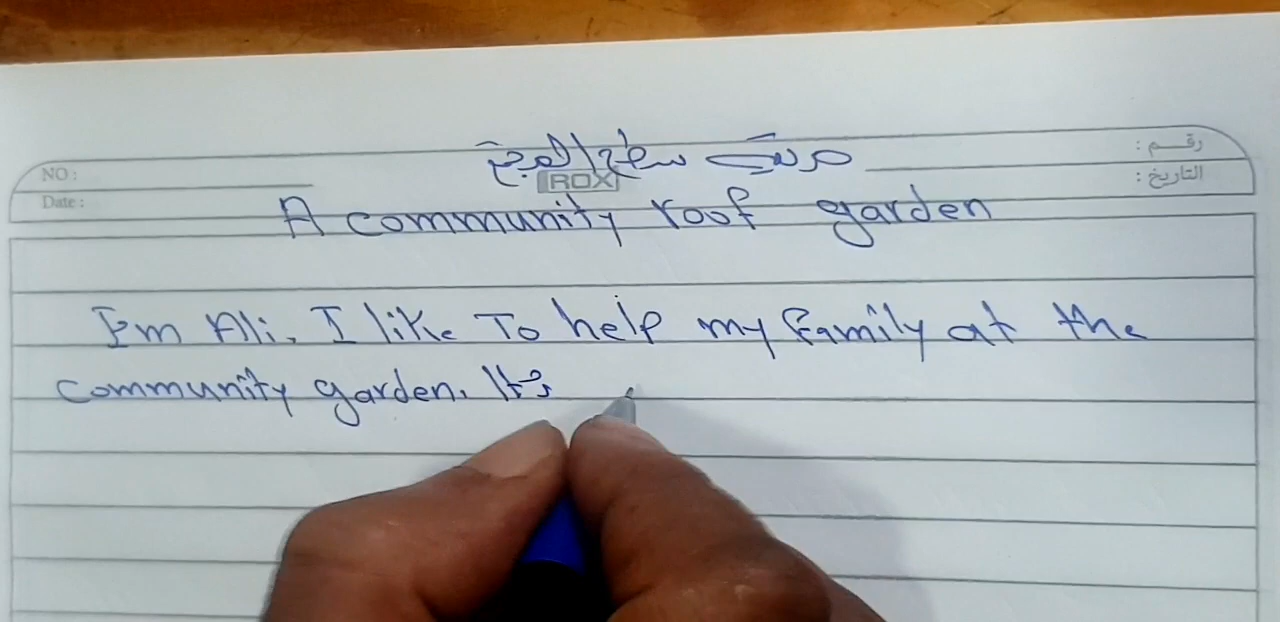 سطح المجتمع
رقم :
NO :
ROX
التاريخ :
Date :
A community roof garden
I'm Ali. I like To help my family at the
community garden. It's